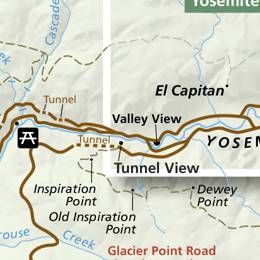 Yosemite
Cascade
Creek
Tunnel
El Capitan
Valley View
Tunnel
YOSEM
Tunnel View
Inspiration
Point
Old Inspiration
Point
Dewey
Point
Creek
Glacier Point Road